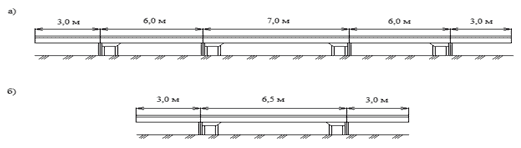 а)
3,0 м 6,0 м 7,0 м 6,0 м 3,0 м
б)
3,0 м 6,5 м 3,0 м